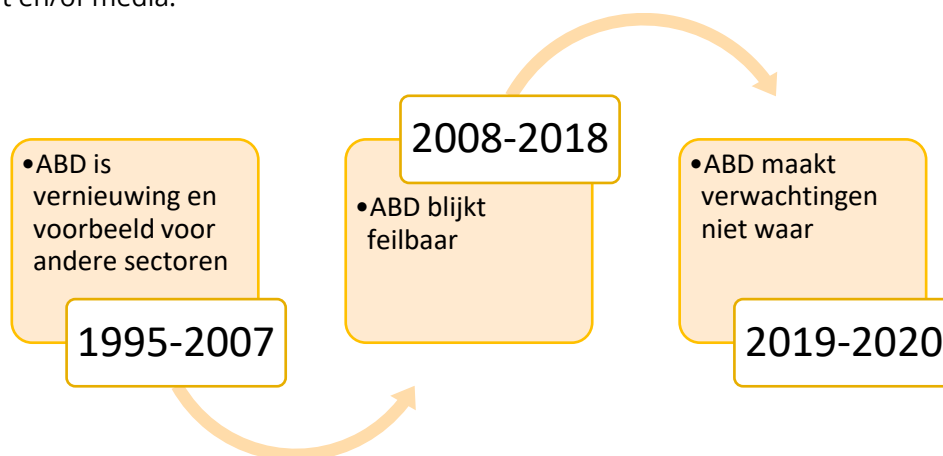 t en/of media.
•ABD is
vernieuwing en
voorbeeld voor
andere sectoren
1995-2007
2008-2018
•ABD blijkt
feilbaar
•ABD maakt
verwachtingen
niet waar
2019-2020